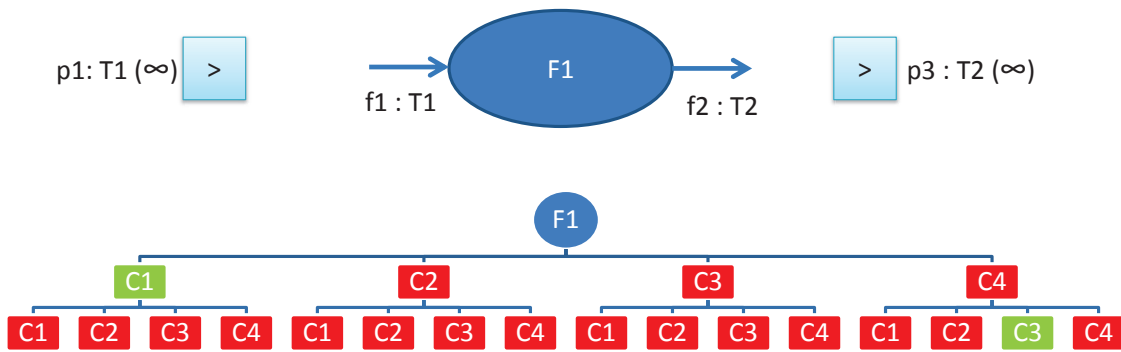 p1: T1 (∞) > F1 > p3 : T2 (∞)
f1 : T1 f2 : T2
F1
C1 C2 C3 C4
C1 C2 C3 C4 C1 C2 C3 C4 C1 C2 C3 C4 C1 C2 C3 C4